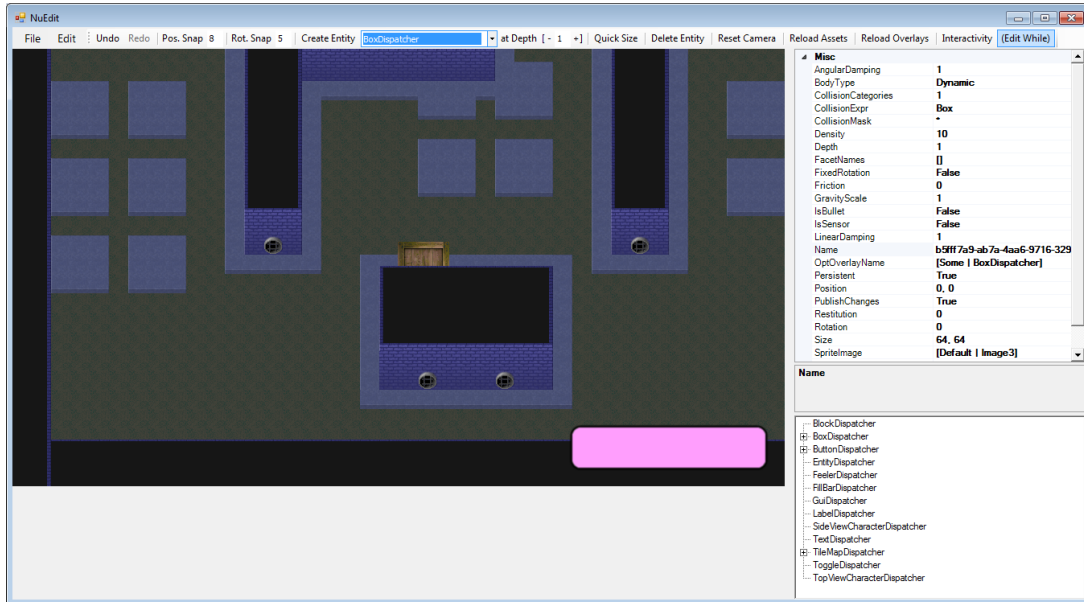 NuEdit
File Edit Undo Redo Pos. Snap 8 Rot. Snap 5 Create Entity BoxDispatcher at Depth [ - 1 +] Quick Size Delete Entity Reset Camera Reload Assets Reload Overlays Interactivity (Edit While)
Misc
AngularDamping 1
BodyType Dynamic
CollisionCategories 1
CollisionExpr Box
CollisionMask *
Density 10
Depth 1
FacetNames []
FixedRotation False
Friction 0
GravityScale 1
IsBullet False
IsSensor False
LinearDamping 1
Name b5fff7a9-ab7a-4aa6-9716-329
OptOverlayName [Some | BoxDispatcher]
Persistent True
Position 0, 0
PublishChanges True
Restitution 0
Rotation 0
Size 64, 64
SpriteImage [Default | Image3]
Name
BlockDispatcher
BoxDispatcher
ButtonDispatcher
EntityDispatcher
FeelerDispatcher
FillBarDispatcher
GuiDispatcher
LabelDispatcher
SideViewCharacterDispatcher
TextDispatcher
TileMapDispatcher
ToggleDispatcher
TopViewCharacterDispatcher